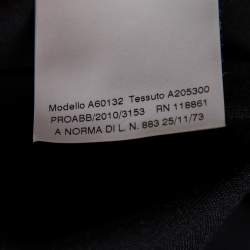 Modello A60132 Tessuto A205300
PROABB/2010/3153 RN 118861
A NORMA DI L. N. 883 25/11/73